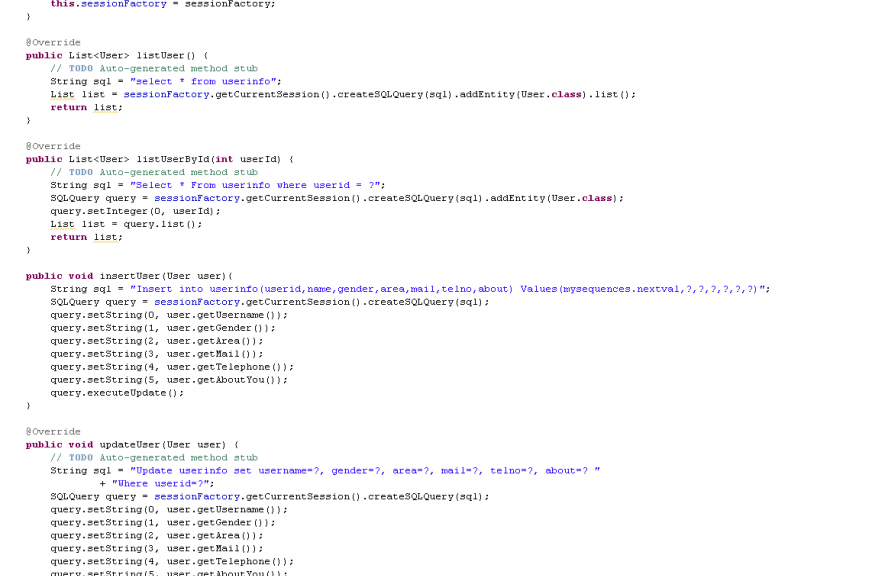 this.sessionFactory = sessionFactory;
}
@Override
public List<User> listUser() {
// TODO Auto-generated method stub
String sql = "select * from userinfo";
List list = sessionFactory.getCurrentSession().createSQLQuery(sql).addEntity(User.class).list();
return list;
}
@Override
public List<User> listUserById(int userId) {
// TODO Auto-generated method stub
String sql = "Select * From userinfo where userid = ?";
SQLQuery query = sessionFactory.getCurrentSession().createSQLQuery(sql).addEntity(User.class);
query.setInteger(0, userId);
List list = query.list();
return list;
}
public void insertUser(User user){
String sql = "Insert into userinfo(userid,name,gender,area,mail,telno,about) Values(mysequences.nextval,?,?,?,?,?,?)";
SQLQuery query = sessionFactory.getCurrentSession().createSQLQuery(sql);
query.setString(0, user.getUsername());
query.setString(1, user.getGender());
query.setString(2, user.getArea());
query.setString(3, user.getMail());
query.setString(4, user.getTelephone());
query.setString(5, user.getAboutYou());
query.executeUpdate();
}
@Override
public void updateUser(User user) {
// TODO Auto-generated method stub
String sql = "Update userinfo set username=?, gender=?, area=?, mail=?, telno=?, about=? "
+ "Where userid=?";
SQLQuery query = sessionFactory.getCurrentSession().createSQLQuery(sql);
query.setString(0, user.getUsername());
query.setString(1, user.getGender());
query.setString(2, user.getArea());
query.setString(3, user.getMail());
query.setString(4, user.getTelephone());
query.setString(5, user.getAboutYou());